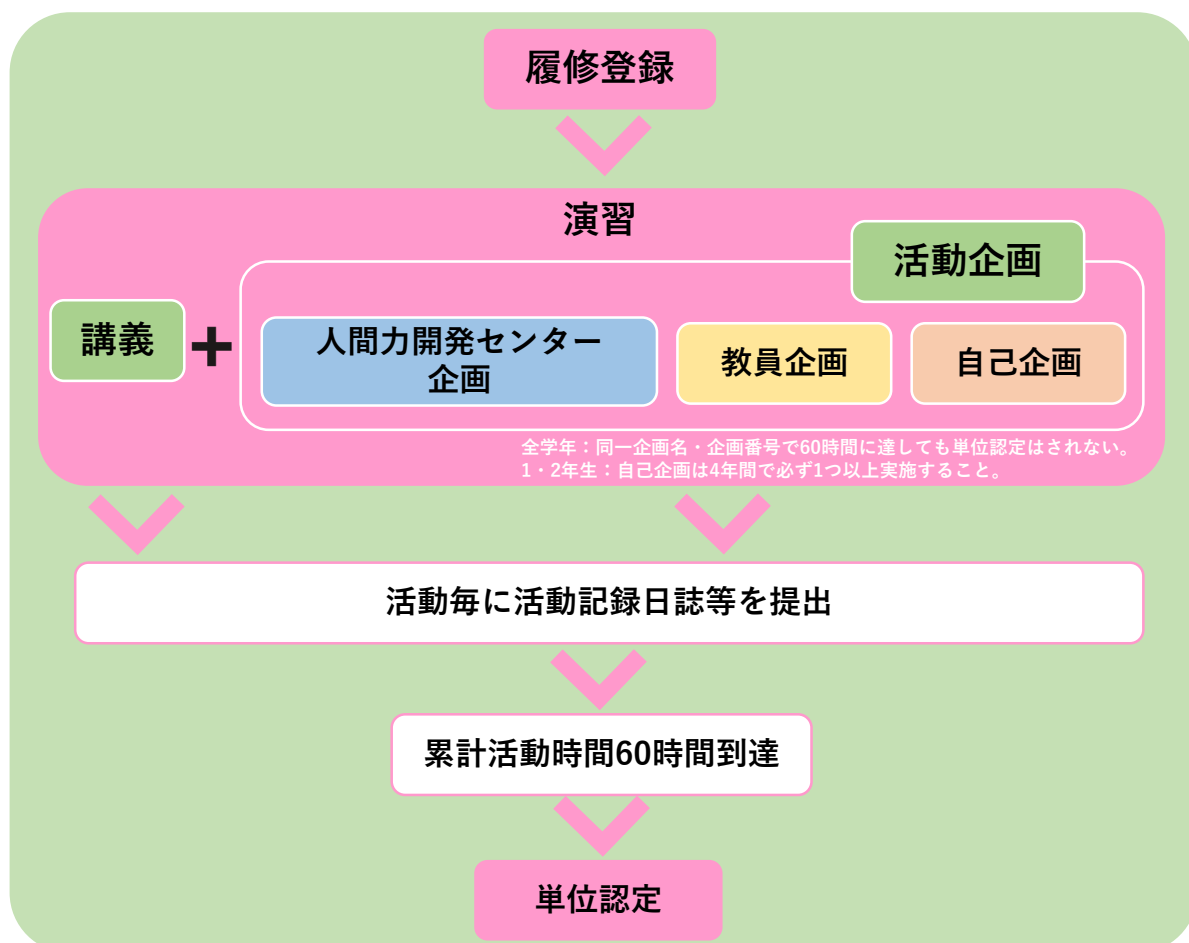 履修登録
演習
活動企画
講義
+
人間力開発センター
企画
教員企画
自己企画
全学年：同一企画名・企画番号で60時間に達しても単位認定はされない。
1・2年生：自己企画は4年間で必ず1つ以上実施すること。
活動毎に活動記録日誌等を提出
累計活動時間60時間到達
単位認定